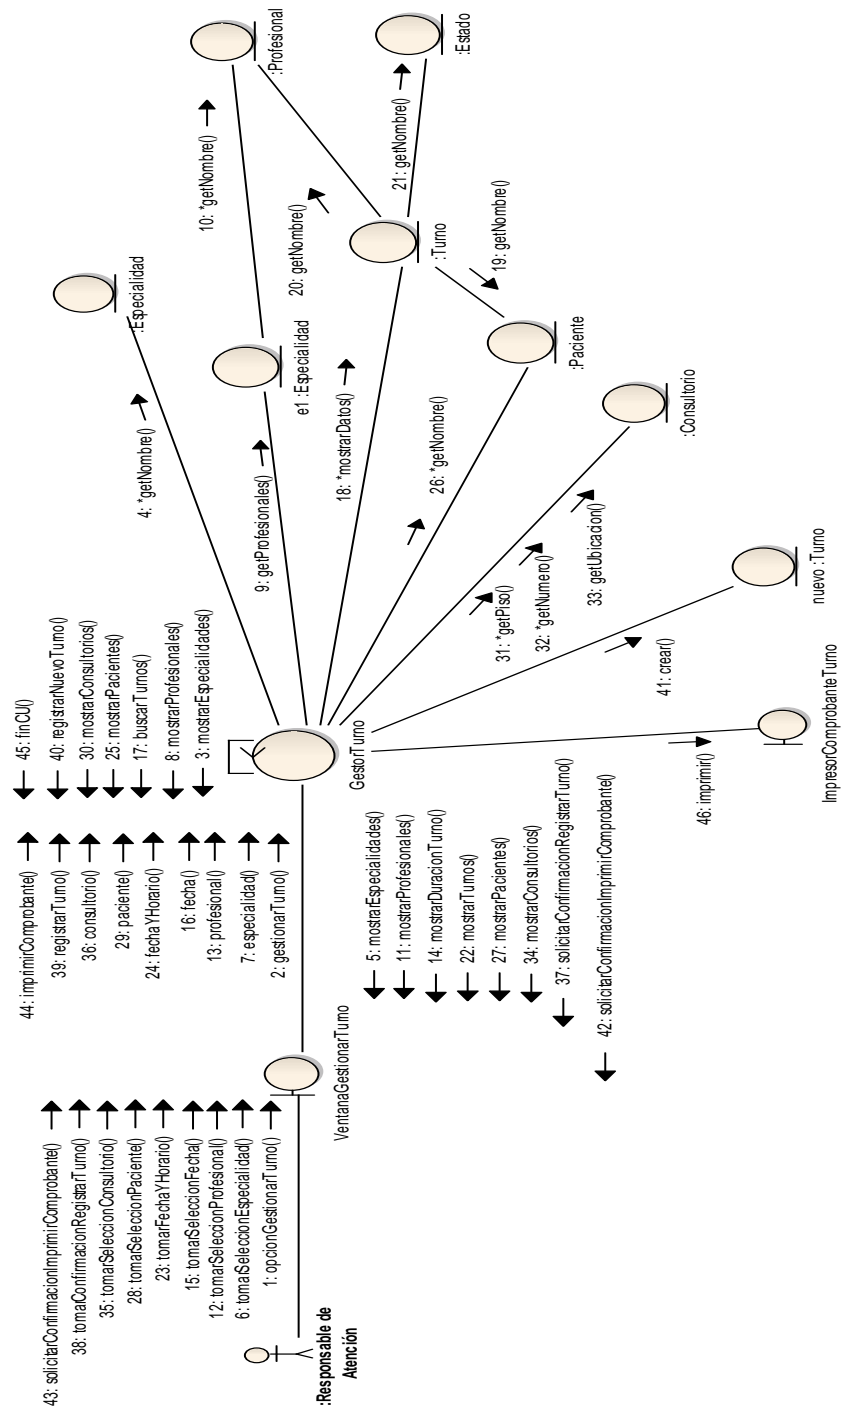 43: solicitarConfirmacionImprimirComprobante()
38: tomarConfirmacionRegistrarTurno()
35: tomarSeleccionConsultorio()
28: tomarSeleccionPaciente()
23: tomarFechaYHorario()
15: tomarSeleccionFecha()
12: tomarSeleccionProfesional()
6: tomarSeleccionEspecialidad()
1: opcionGestionarTurno()
:Responsable de
Atención
VentanaGestionarTurno
44: imprimirComprobante()
39: registrarTurno()
36: consultorio()
29: paciente()
24: fechaYHorario()
16: fecha()
13: profesional()
7: especialidad()
2: gestionarTurno()
45: finCU()
40: registrarNuevoTurno()
30: mostrarConsultorios()
25: mostrarPacientes()
17: buscarTurnos()
8: mostrarProfesionales()
3: mostrarEspecialidades()
GestorTurno
5: mostrarEspecialidades()
11: mostrarProfesionales()
14: mostrarDuracionTurno()
22: mostrarTurnos()
27: mostrarPacientes()
34: mostrarConsultorios()
37: solicitarConfirmacionRegistrarTurno()
42: solicitarConfirmacionImprimirComprobante()
4: *getNombre()
:Especialidad
9: getProfesionales()
e1 :Especialidad
10: *getNombre()
:Profesional
18: *mostrarDatos()
20: getNombre()
:Turno
21: getNombre()
:Estado
19: getNombre()
26: *getNombre()
:Paciente
31: *getPiso()
32: *getNumero()
33: getUbicacion()
:Consultorio
41: crear()
nuevo :Turno
46: imprimir()
ImpresorComprobanteTurno